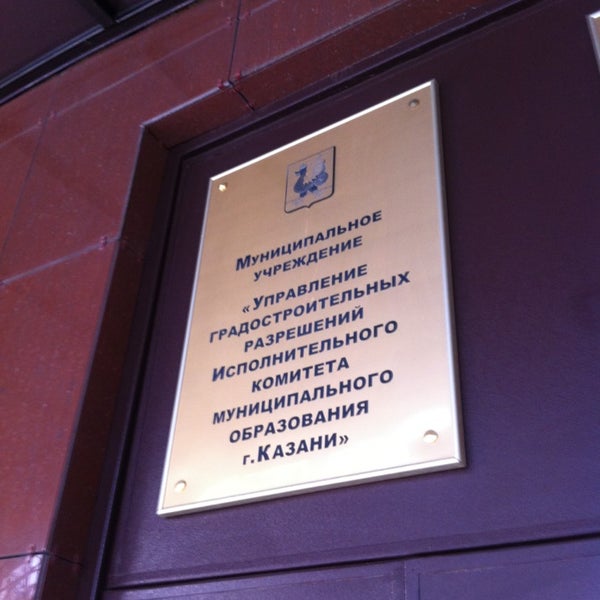 Муниципальное
учреждение
«Управление
градостроительных
разрешений
Исполнительного
комитета
муниципального
образования
г.Казани»